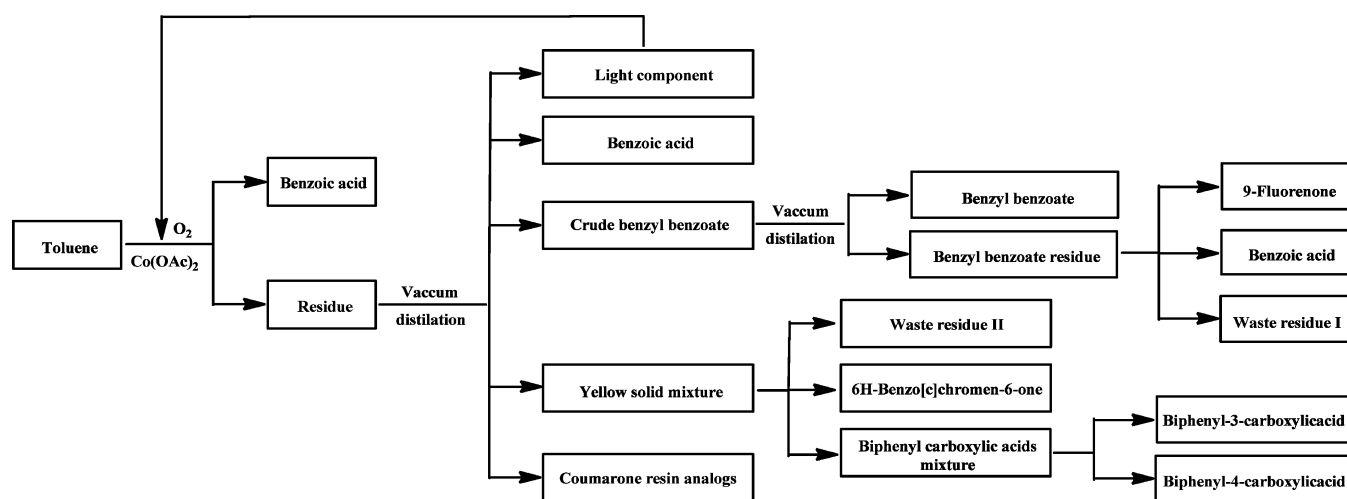 Toluene
O2
Co(OAc)2
Benzoic acid
Residue
Vaccum
distilation
Light component
Benzoic acid
Crude benzyl benzoate
Yellow solid mixture
Coumarone resin analogs
Vaccum
distilation
Benzyl benzoate
Benzyl benzoate residue
9-Fluorenone
Benzoic acid
Waste residue I
Waste residue II
6H-Benzo[c]chromen-6-one
Biphenyl carboxylic acids
mixture
Biphenyl-3-carboxylicacid
Biphenyl-4-carboxylicacid